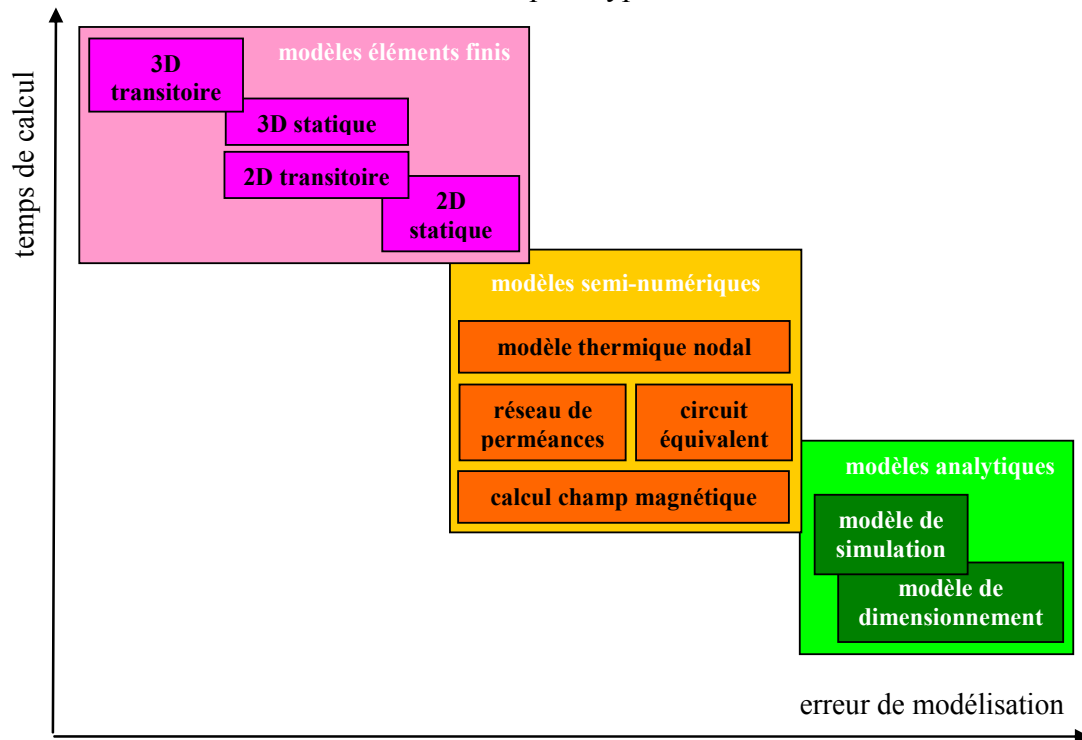 temps de calcul
modèles éléments finis
3D
transitoire
3D statique
2D transitoire
2D
statique
modèles semi-numériques
modèle thermique nodal
réseau de
perméances
circuit
équivalent
calcul champ magnétique
modèles analytiques
modèle de
simulation
modèle de
dimensionnement
erreur de modélisation